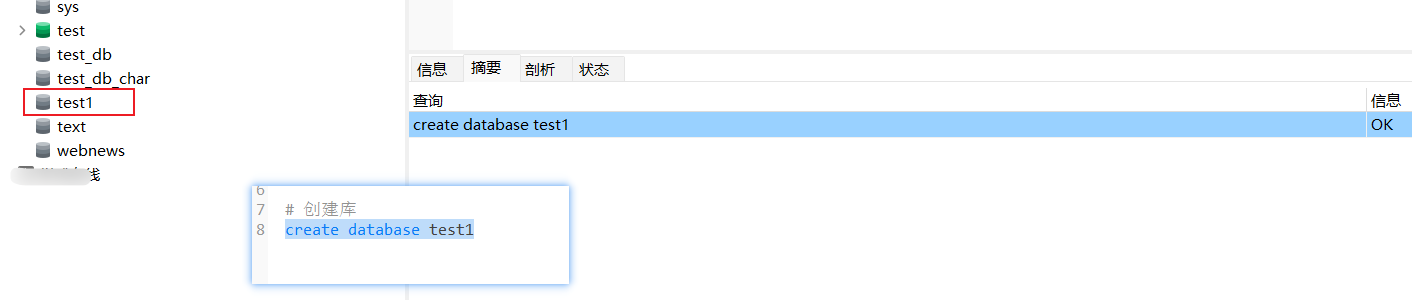 sys
test
test_db
test_db_char
test1
text
webnews
线
信息 摘要 剖析 状态
查询 信息
create database test1 OK
6
7 # 创建库
8 create database test1